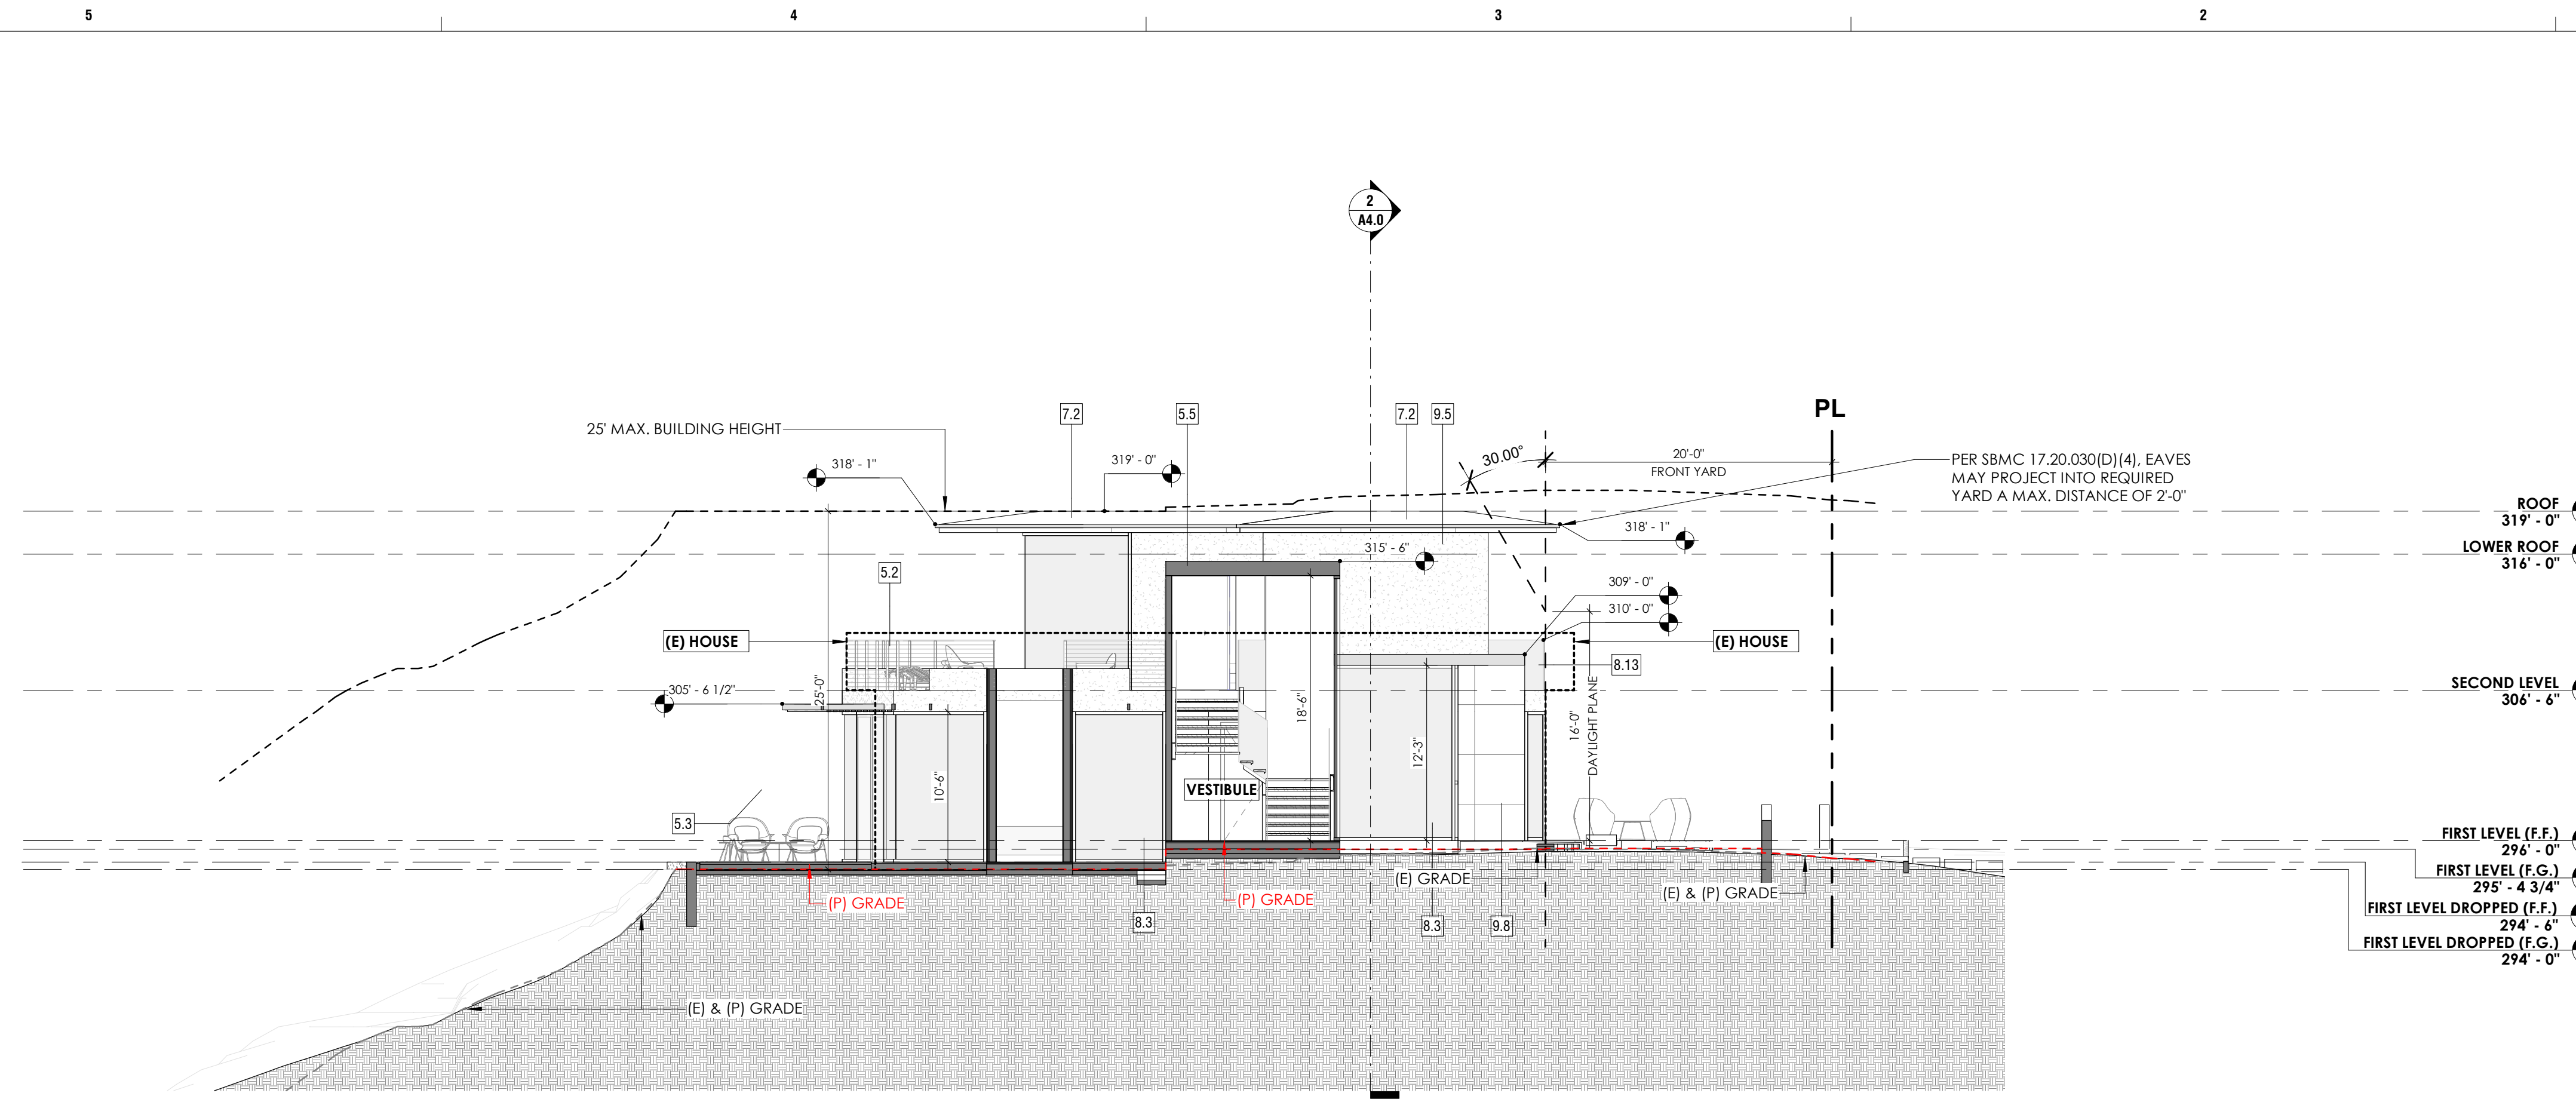 5
4
3
2
2
A4.0
PL
7.2
5.5
7.2
9.5
25' MAX. BUILDING HEIGHT
30.00°
20'-0"
FRONT YARD
PER SBMC 17.20.030(D)(4), EAVES
MAY PROJECT INTO REQUIRED
YARD A MAX. DISTANCE OF 2'-0"
318' - 1"
319' - 0"
ROOF
319' - 0"
318' - 1"
315' - 6"
LOWER ROOF
316' - 0"
5.2
309' - 0"
310' - 0"
(E) HOUSE
(E) HOUSE
8.13
305' - 6 1/2"
25'-0"
SECOND LEVEL
306' - 6"
18'-6"
16'-0"
DAYLIGHT PLANE
12'-3"
10'-6"
VESTIBULE
5.3
FIRST LEVEL (F.F.)
296' - 0"
FIRST LEVEL (F.G.)
295' - 4 3/4"
(E) GRADE
(E) & (P) GRADE
(P) GRADE
(P) GRADE
FIRST LEVEL DROPPED (F.F.)
294' - 6"
8.3
8.3
9.8
FIRST LEVEL DROPPED (F.G.)
294' - 0"
(E) & (P) GRADE